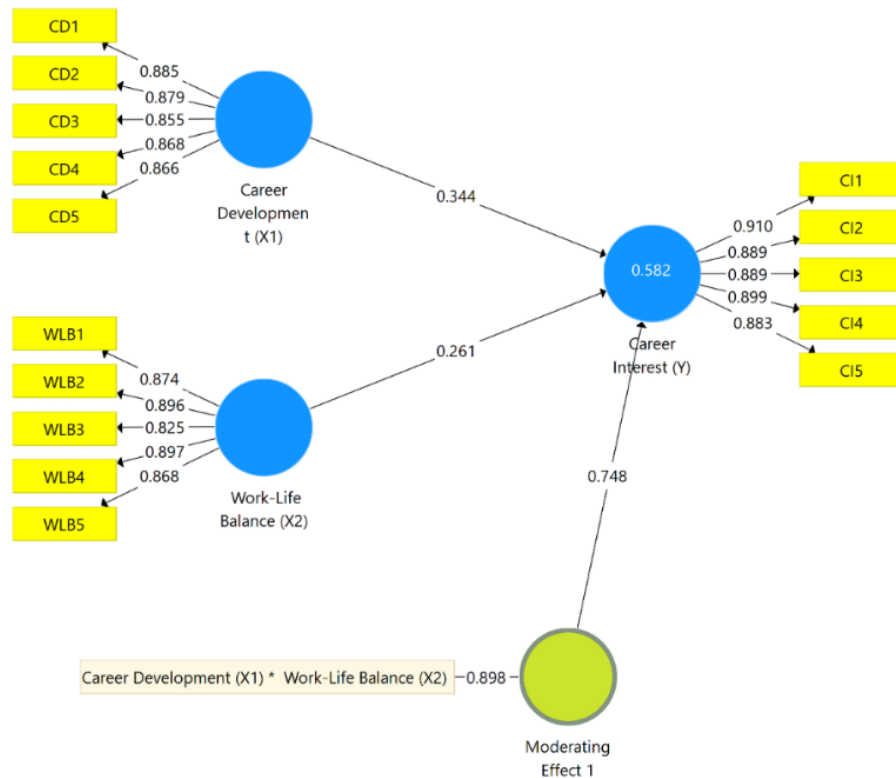 CD1
CD2
CD3
CD4
CD5
0.885
0.879
0.855
0.868
0.866
Career
Developmen
t (X1)
0.344
WLB1
WLB2
WLB3
WLB4
WLB5
0.874
0.896
0.825
0.897
0.868
Work-Life
Balance (X2)
0.261
0.582
Career
Interest (Y)
0.910
0.889
0.889
0.899
0.883
CI1
CI2
CI3
CI4
CI5
0.748
Career Development (X1) * Work-Life Balance (X2)
0.898
Moderating
Effect 1